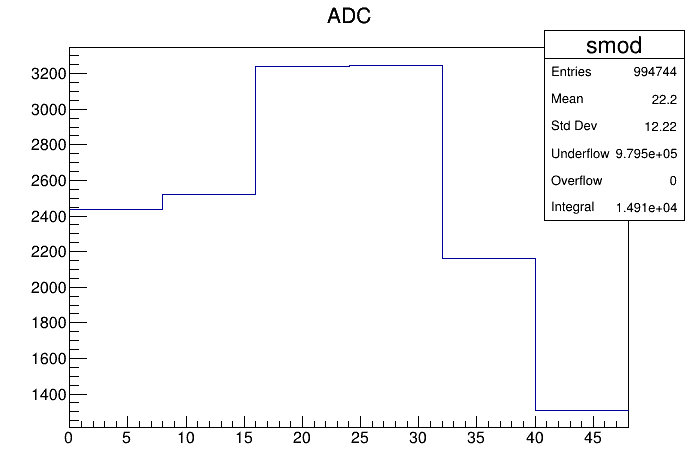 ADC
smod
Entries 994744
Mean 22.2
Std Dev 12.22
Underflow 9.795e+05
Overflow 0
Integral 1.491e+04
3200
3000
2800
2600
2400
2200
2000
1800
1600
1400
0 5 10 15 20 25 30 35 40 45